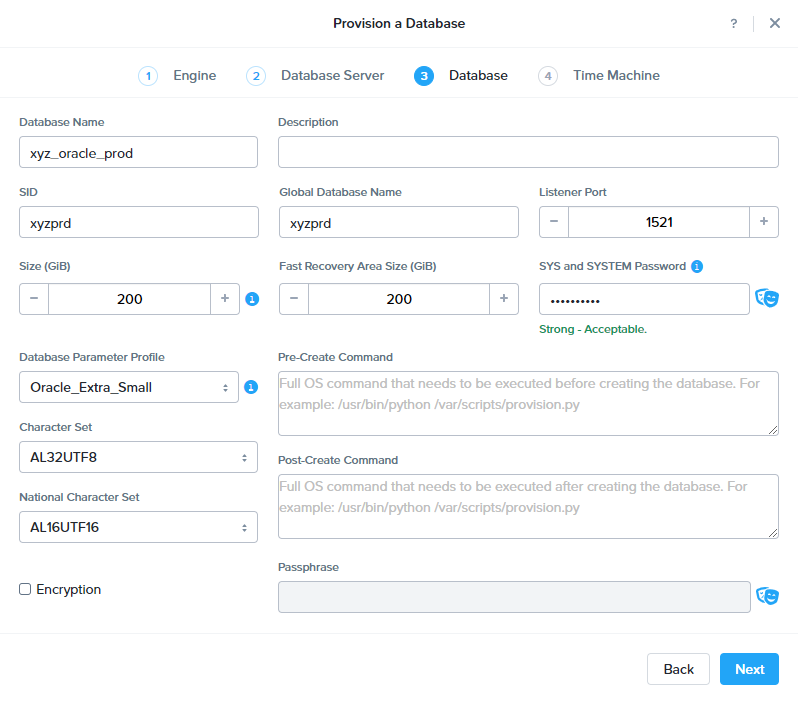 Provision a Database
?
1 Engine 2 Database Server 3 Database 4 Time Machine
Database Name
xyz_oracle_prod
Description
SID
xyzprd
Global Database Name
xyzprd
Listener Port
− 1521 +
Size (GiB)
− 200 +
Fast Recovery Area Size (GiB)
− 200 +
SYS and SYSTEM Password
••••••••••
Strong - Acceptable.
Database Parameter Profile
Oracle_Extra_Small
Pre-Create Command
Full OS command that needs to be executed before creating the database. For
example: /usr/bin/python /var/scripts/provision.py
Character Set
AL32UTF8
Post-Create Command
Full OS command that needs to be executed after creating the database. For
example: /usr/bin/python /var/scripts/provision.py
National Character Set
AL16UTF16
Encryption
Passphrase
Back
Next